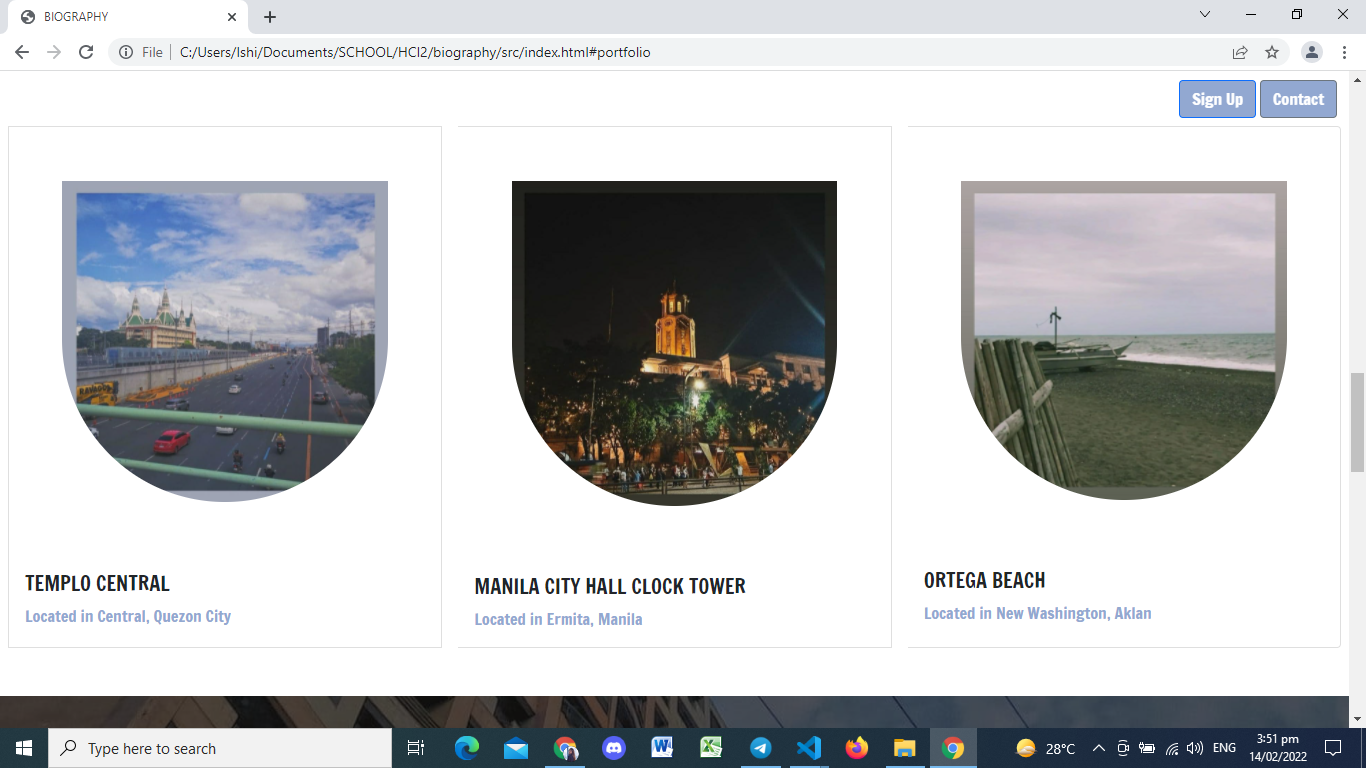 BIOGRAPHY
File
C:/Users/Ishi/Documents/SCHOOL/HCI2/biography/src/index.html#portfolio
Sign Up
Contact
TEMPLO CENTRAL
Located in Central, Quezon City
MANILA CITY HALL CLOCK TOWER
Located in Ermita, Manila
ORTEGA BEACH
Located in New Washington, Aklan
Type here to search
28°C
ENG
3:51 pm
14/02/2022